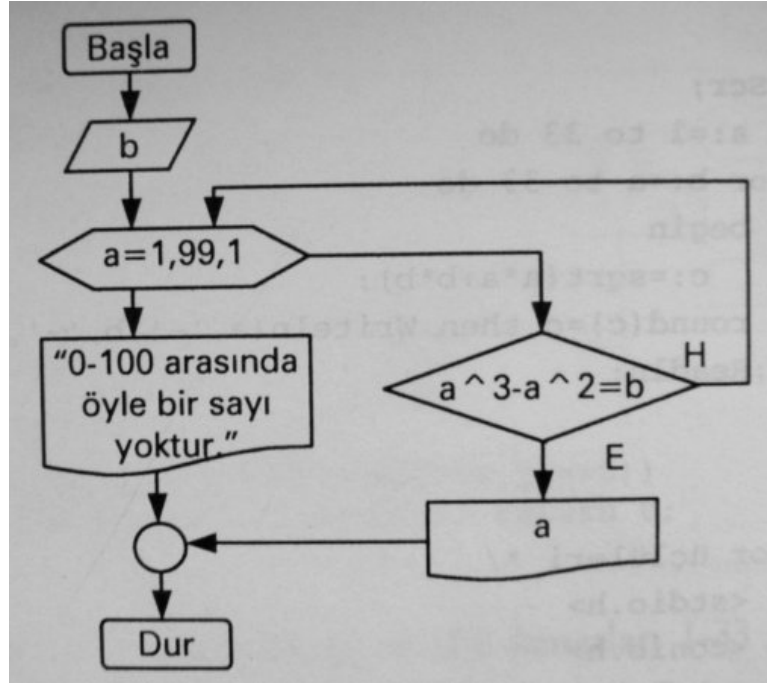 Başla
b
a=1,99,1
"0-100 arasında
öyle bir sayı
yoktur."
a ^ 3-a ^ 2=b
H
E
a
Dur